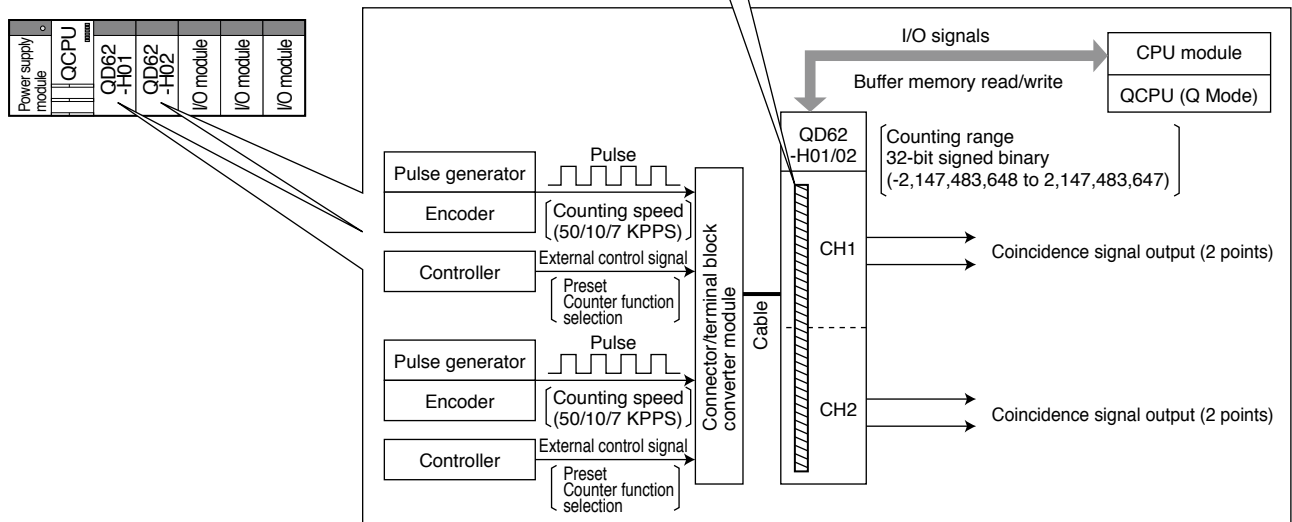 Power supply
module
QCPU
QD62
-H01
QD62
-H02
I/O module
I/O module
I/O module
I/O signals
Buffer memory read/write
CPU module
QCPU (Q Mode)
QD62
-H01/02
Counting range
32-bit signed binary
(-2,147,483,648 to 2,147,483,647)
Pulse generator
Encoder
Pulse
Counting speed
(50/10/7 KPPS)
Controller
External control signal
Preset
Counter function
selection
Pulse generator
Encoder
Pulse
Counting speed
(50/10/7 KPPS)
Controller
External control signal
Preset
Counter function
selection
Connector/terminal block
converter module
Cable
CH1
Coincidence signal output (2 points)
CH2
Coincidence signal output (2 points)